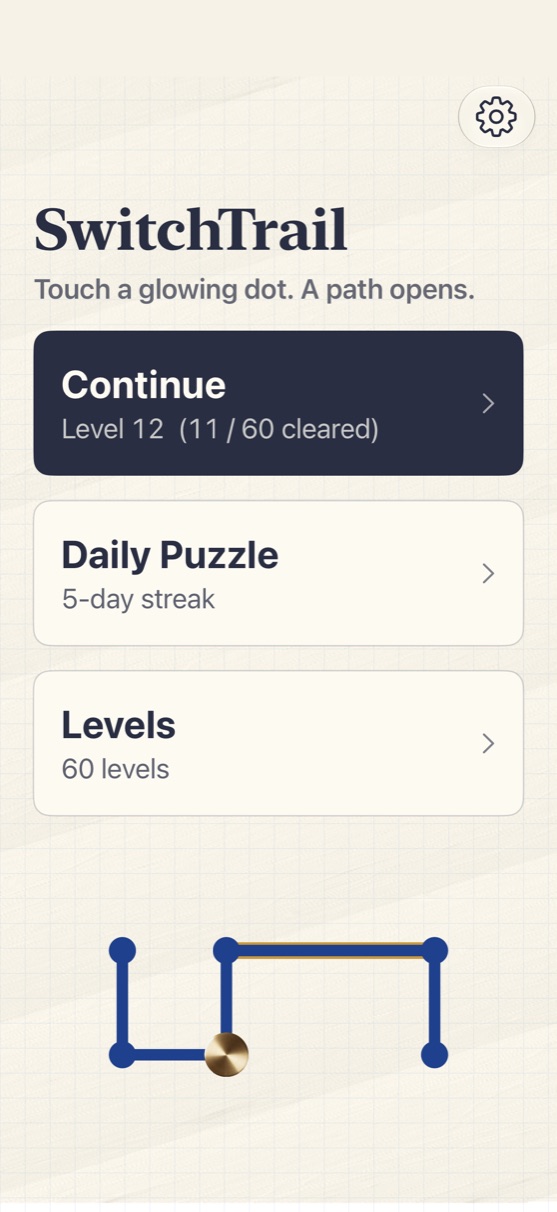 SwitchTrail
Touch a glowing dot. A path opens.
Continue
Level 12  (11 / 60 cleared)
Daily Puzzle
5-day streak
Levels
60 levels